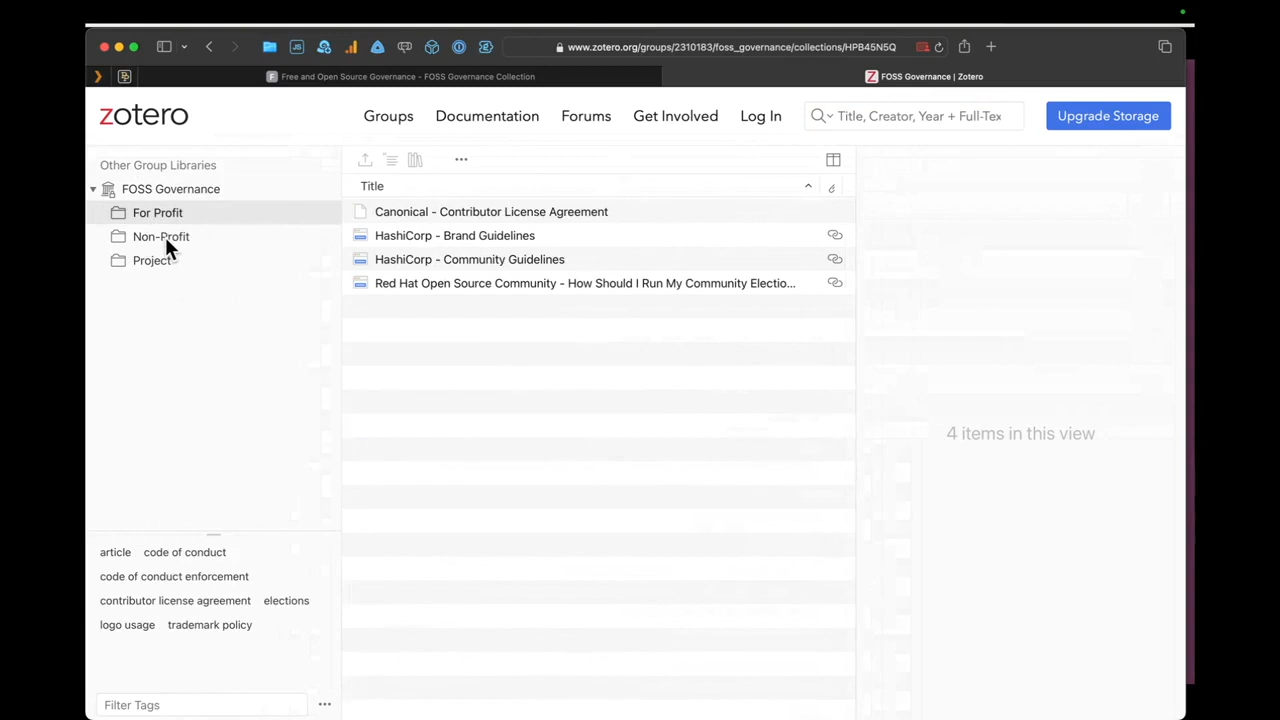 www.zotero.org/groups/2310183/foss_governance/collections/HPB45N5Q
Free and Open Source Governance - FOSS Governance Collection
FOSS Governance | Zotero
zotero
Groups
Documentation
Forums
Get Involved
Log In
Title, Creator, Year + Full-Tex
Upgrade Storage
Other Group Libraries
FOSS Governance
For Profit
Non-Profit
Project
Title
Canonical - Contributor License Agreement
HashiCorp - Brand Guidelines
HashiCorp - Community Guidelines
Red Hat Open Source Community - How Should I Run My Community Electio...
4 items in this view
article code of conduct
code of conduct enforcement
contributor license agreement elections
logo usage trademark policy
Filter Tags